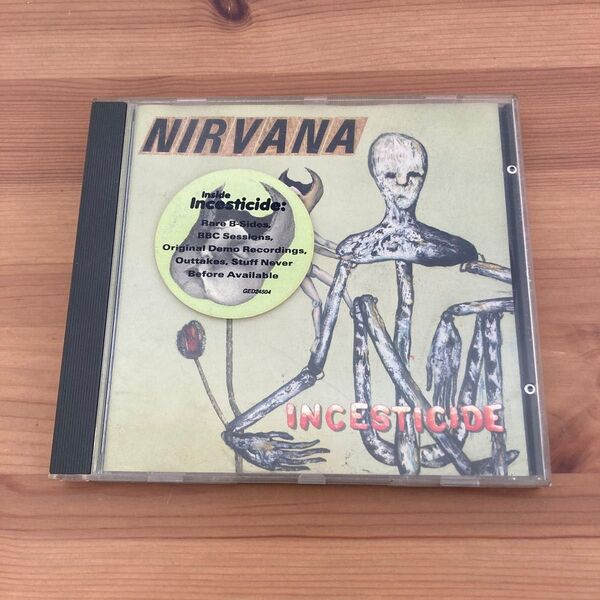 NIRVANA
Inside
Incesticide:
Rare B-Sides,
BBC Sessions,
Original Demo Recordings,
Outtakes, Stuff Never
Before Available
GED24504
INCESTICIDE